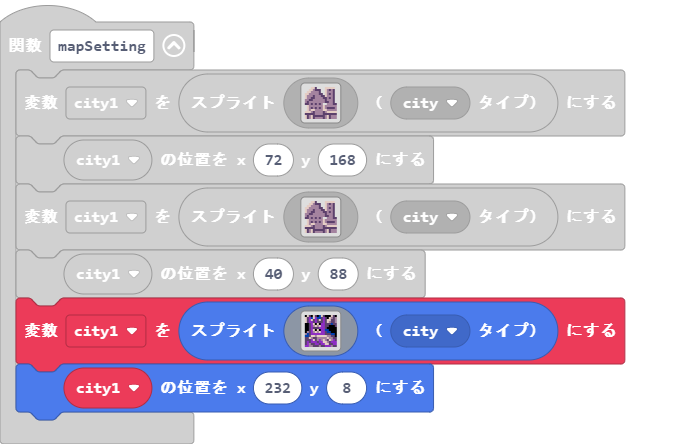 関数 mapSetting
変数 city1 を スプライト ( city タイプ) にする
city1 の位置を x 72 y 168 にする
変数 city1 を スプライト ( city タイプ) にする
city1 の位置を x 40 y 88 にする
変数 city1 を スプライト ( city タイプ) にする
city1 の位置を x 232 y 8 にする